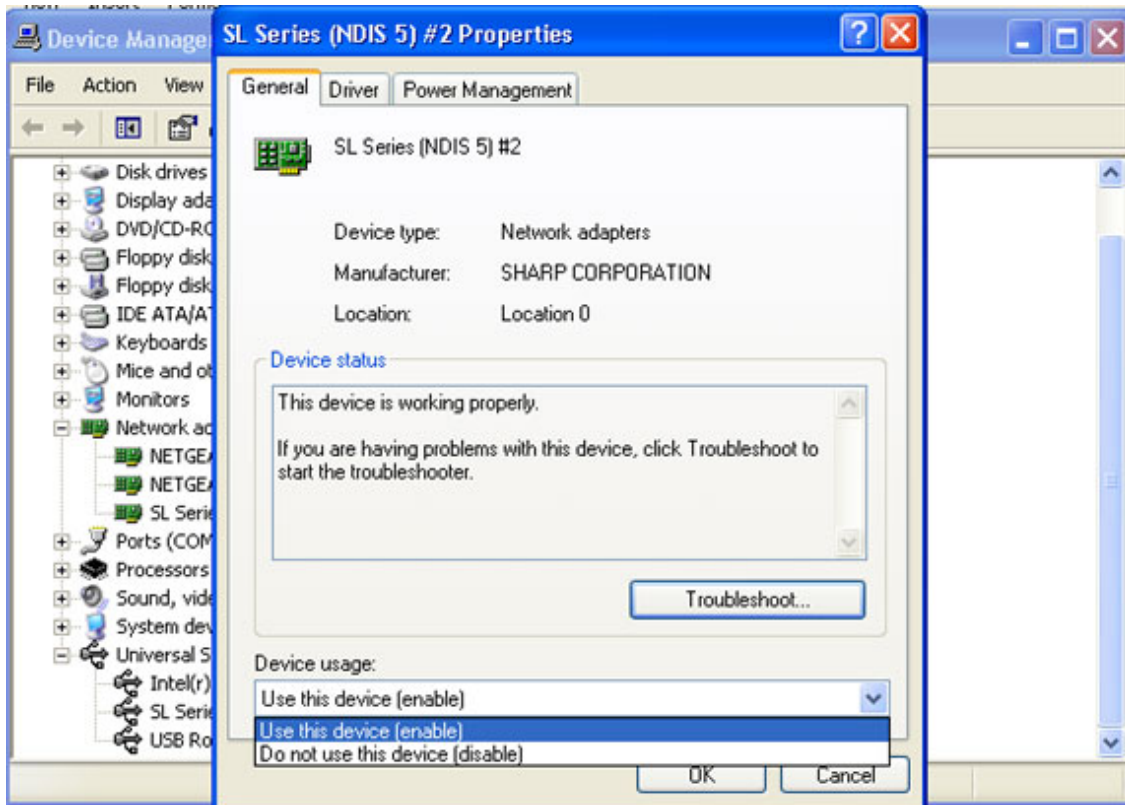 SL Series (NDIS 5) #2 Properties
Device Manage
File Action View
General Driver Power Management
SL Series (NDIS 5) #2
Device type: Network adapters
Manufacturer: SHARP CORPORATION
Location: Location 0
Device status
This device is working properly.
If you are having problems with this device, click Troubleshoot to
start the troubleshooter.
Troubleshoot...
Device usage:
Use this device (enable)
Use this device (enable)
Do not use this device (disable)
OK Cancel
Disk drives
Display ada
DVD/CD-RO
Floppy disk
Floppy disk
IDE ATA/AT
Keyboards
Mice and ot
Monitors
Network ad
NETGEA
NETGEA
SL Serie
Ports (COM
Processors
Sound, vide
System dev
Universal S
Intel(r)
SL Serie
USB Ro